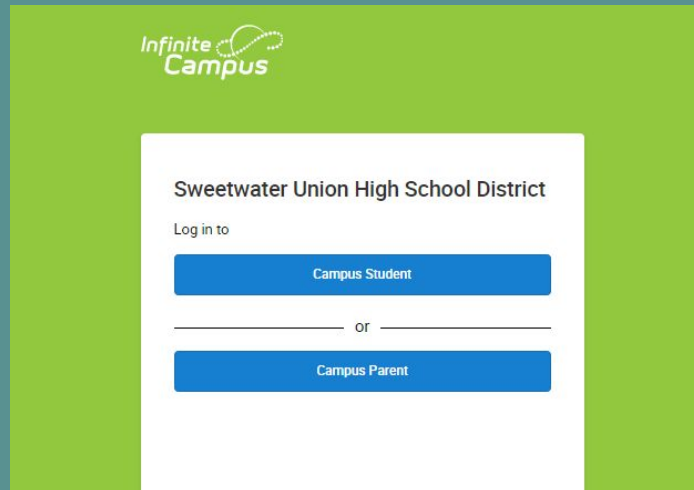 Infinite
Campus
Sweetwater Union High School District
Log in to
Campus Student
or
Campus Parent